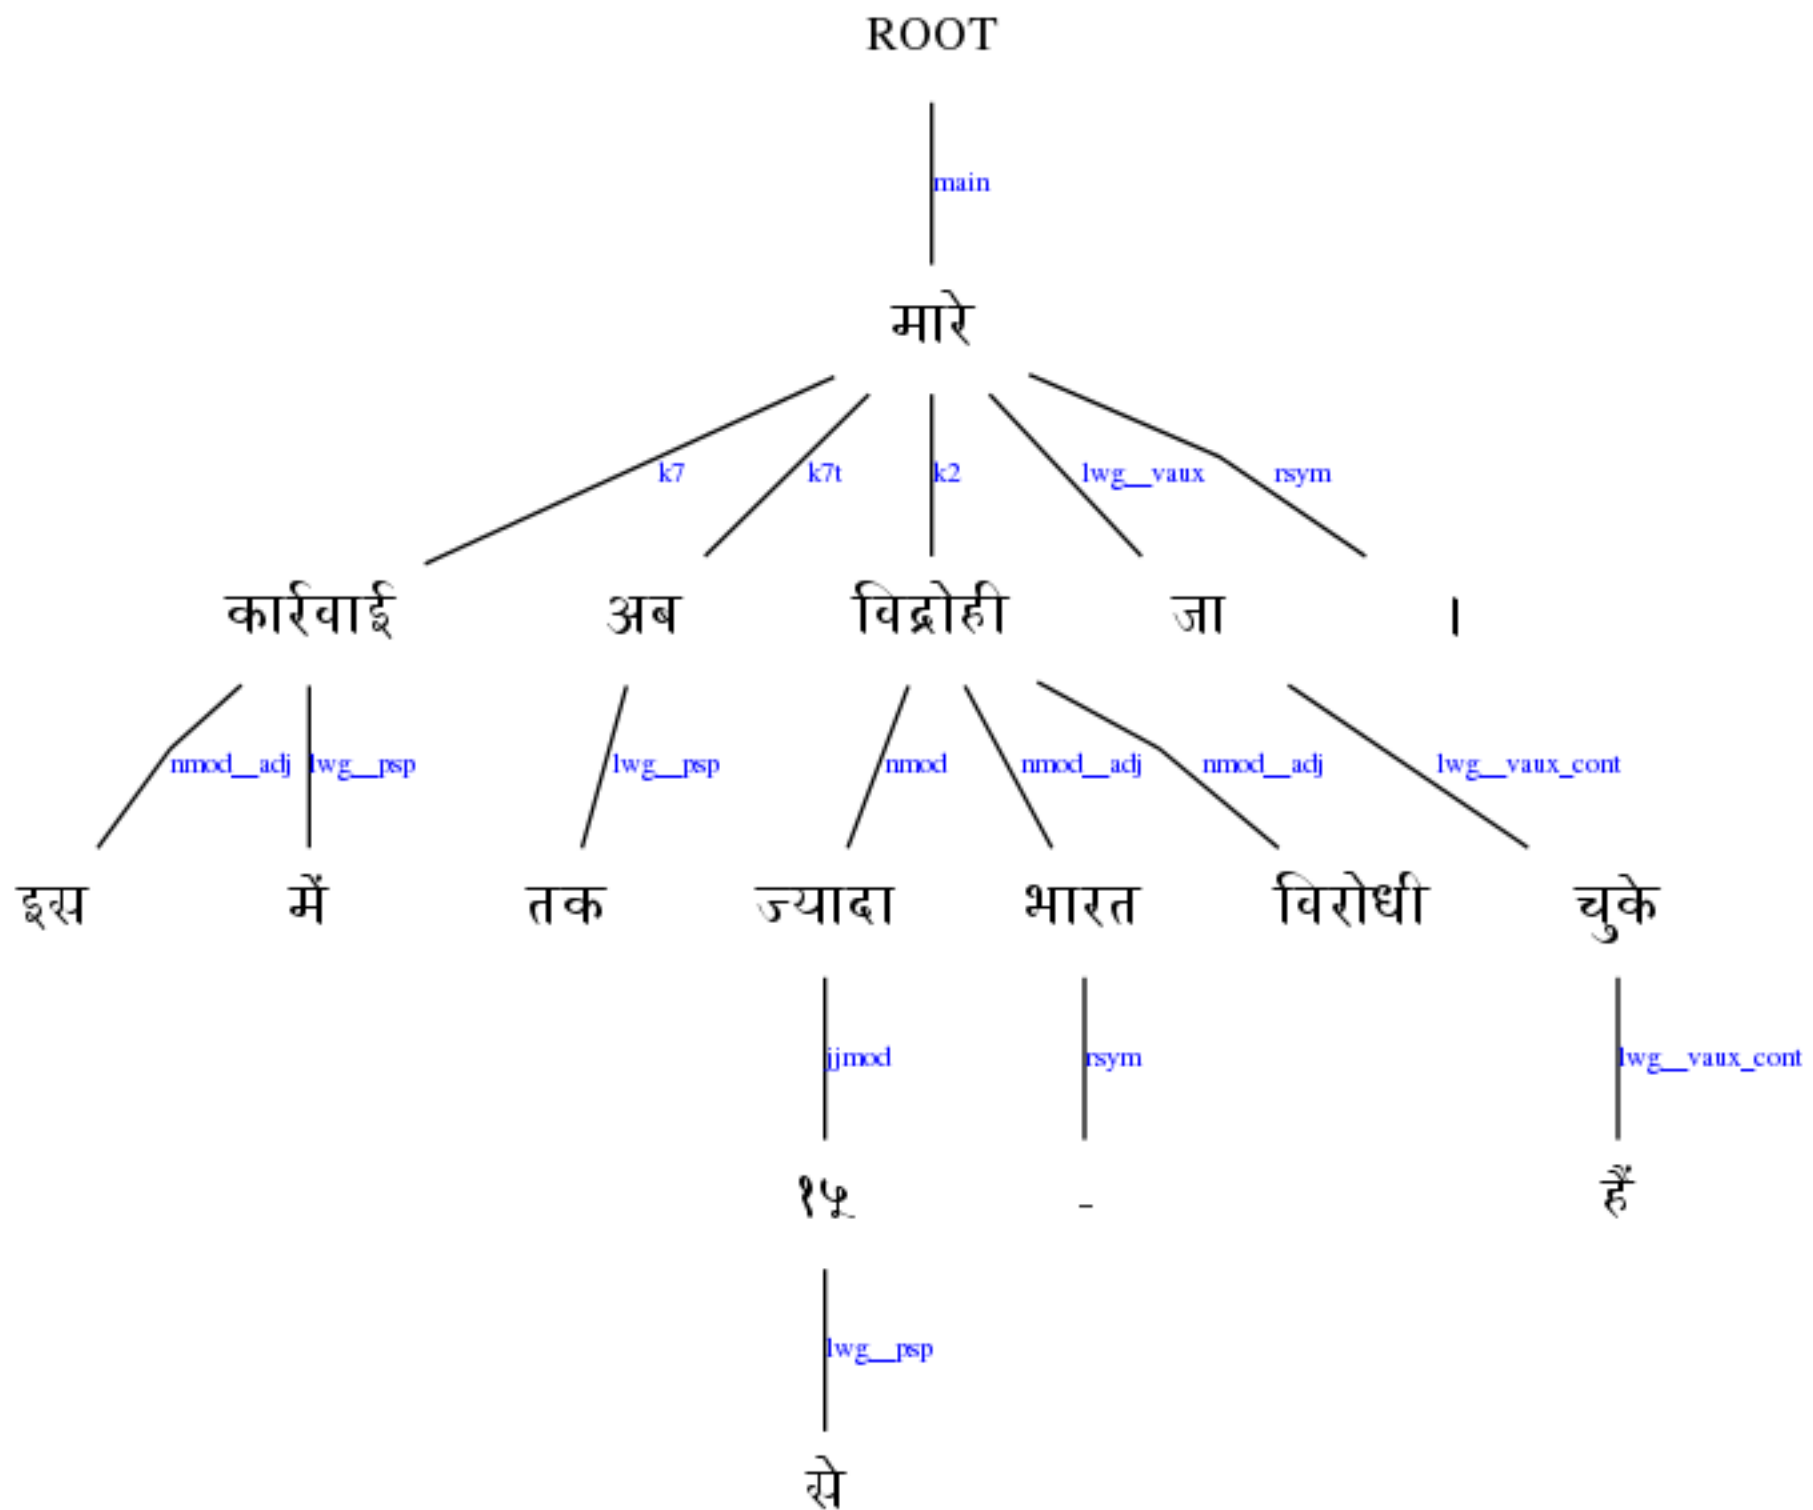 ROOT
main
मारे
k7 k7t k2 lwg__vaux rsym
कार्रवाई अब विद्रोही जा ।
nmod__adj lwg__psp lwg__psp nmod nmod__adj nmod__adj lwg__vaux_cont
इस में तक ज्यादा भारत विरोधी चुके
jjmod rsym lwg__vaux_cont
१५ - हैं
lwg__psp
से